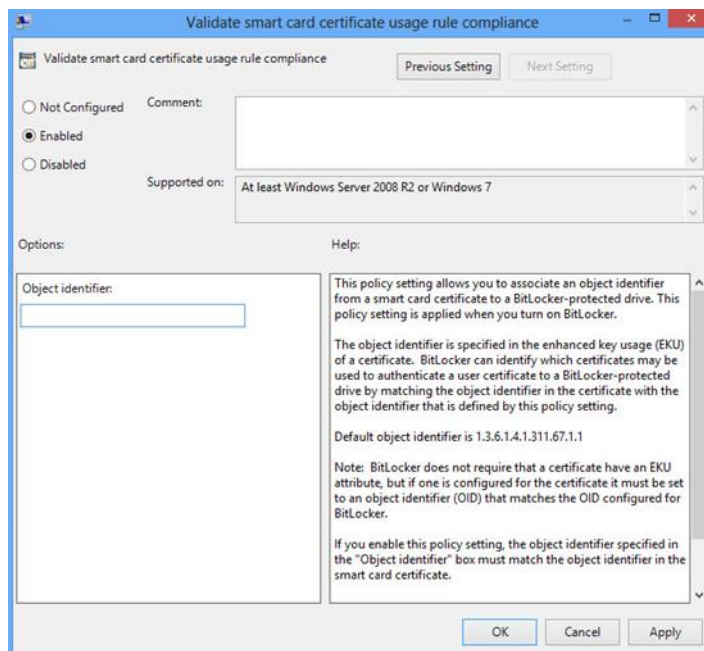 Validate smart card certificate usage rule compliance
Validate smart card certificate usage rule compliance
Previous Setting
Next Setting
Not Configured
Enabled
Disabled
Comment:
Supported on:
At least Windows Server 2008 R2 or Windows 7
Options:
Help:
Object identifier:
This policy setting allows you to associate an object identifier
from a smart card certificate to a BitLocker-protected drive. This
policy setting is applied when you turn on BitLocker.
The object identifier is specified in the enhanced key usage (EKU)
of a certificate.  BitLocker can identify which certificates may be
used to authenticate a user certificate to a BitLocker-protected
drive by matching the object identifier in the certificate with the
object identifier that is defined by this policy setting.
Default object identifier is 1.3.6.1.4.1.311.67.1.1
Note:  BitLocker does not require that a certificate have an EKU
attribute, but if one is configured for the certificate it must be set
to an object identifier (OID) that matches the OID configured for
BitLocker.
If you enable this policy setting, the object identifier specified in
the "Object identifier" box must match the object identifier in the
smart card certificate.
OK
Cancel
Apply